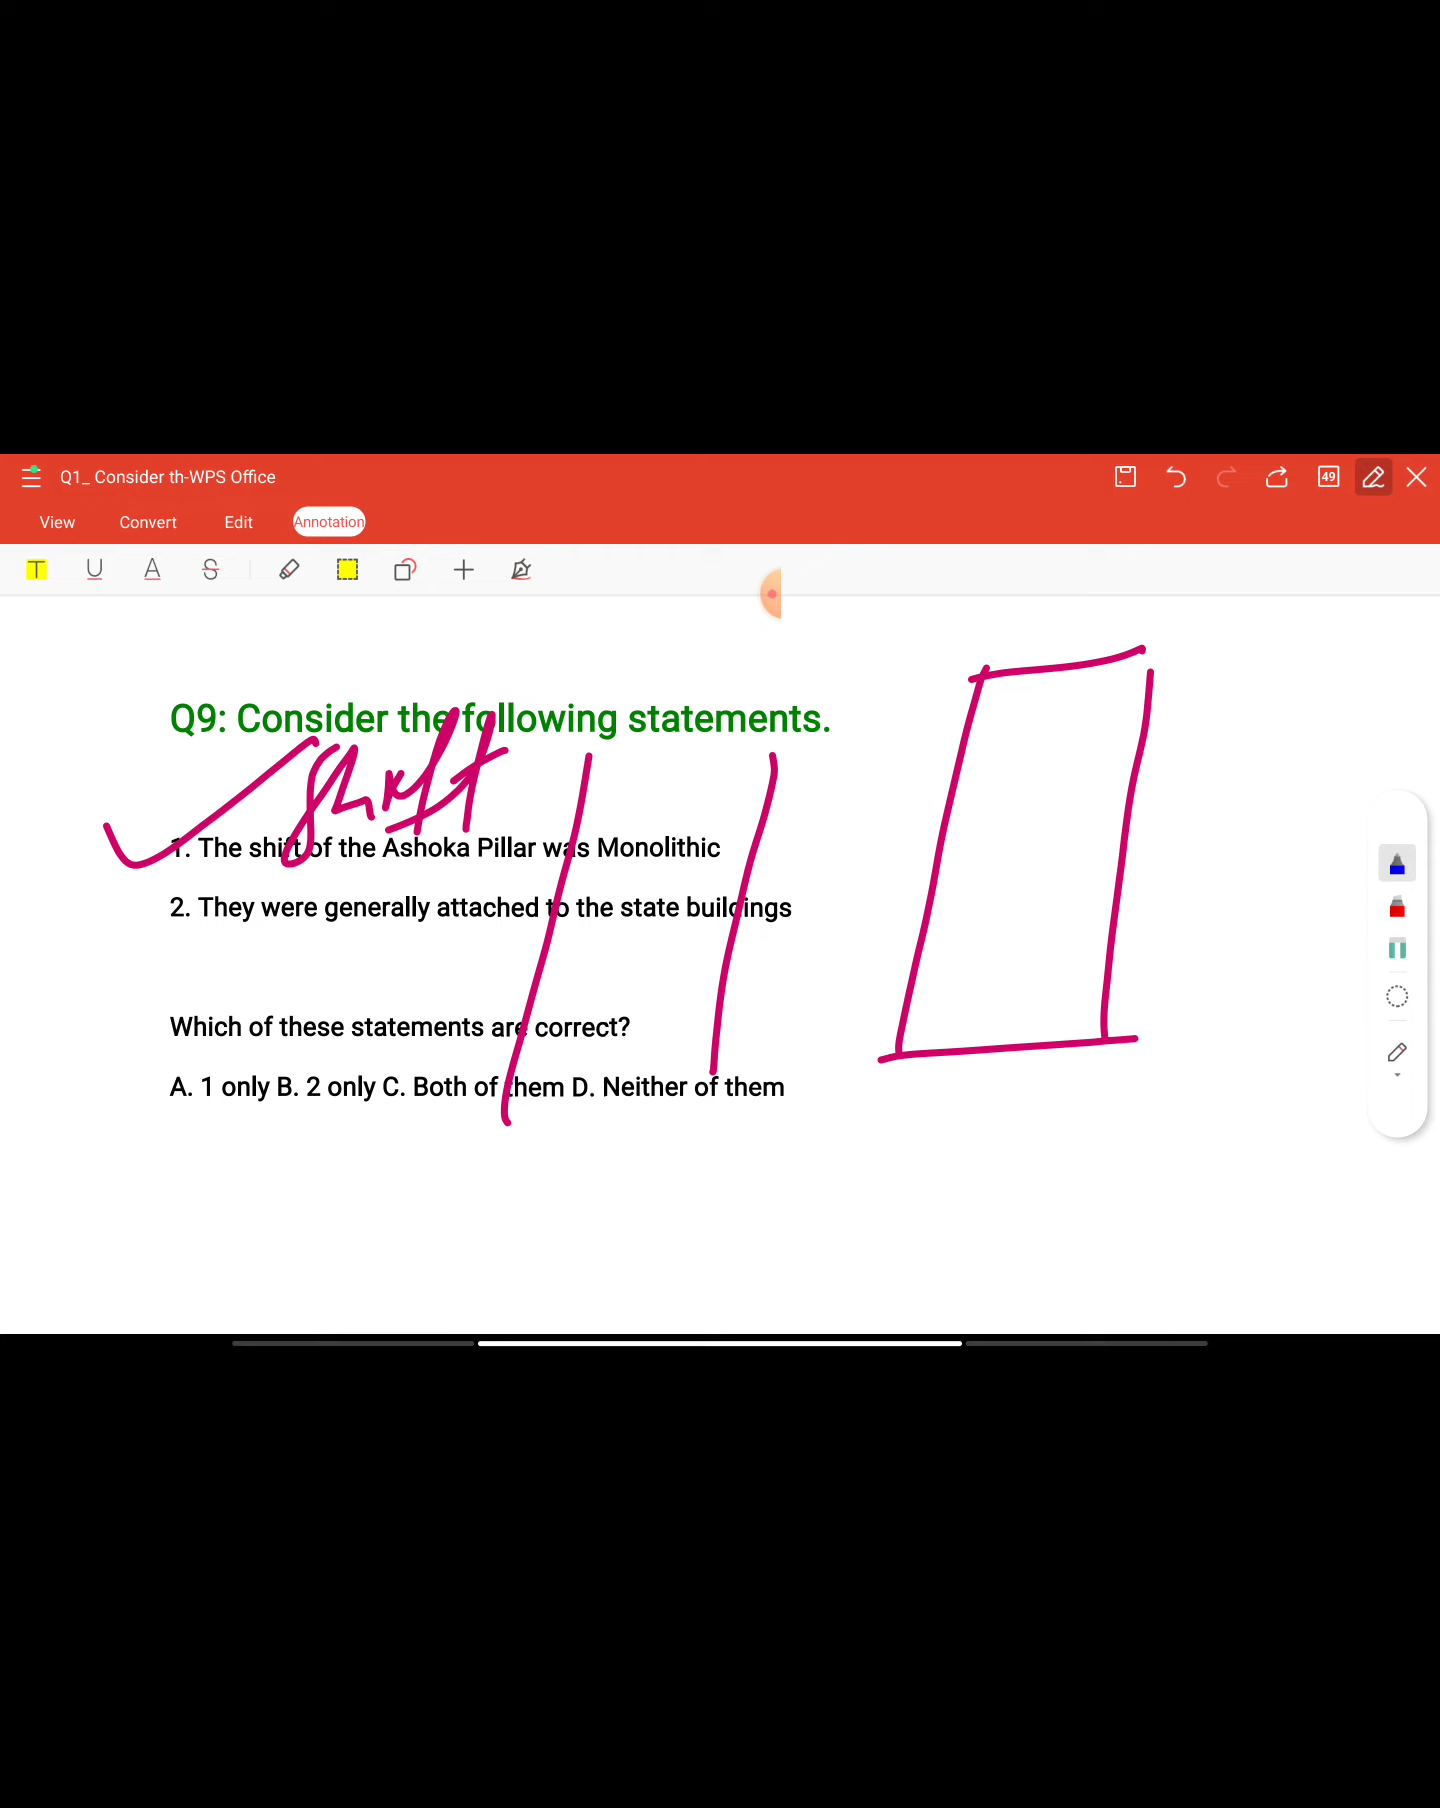 Q1_ Consider th-WPS Office
49
View Convert Edit Annotation
T U A S
Q9: Consider the following statements.
shift
1. The shift of the Ashoka Pillar was Monolithic
2. They were generally attached to the state buildings
Which of these statements are correct?
A. 1 only B. 2 only C. Both of them D. Neither of them